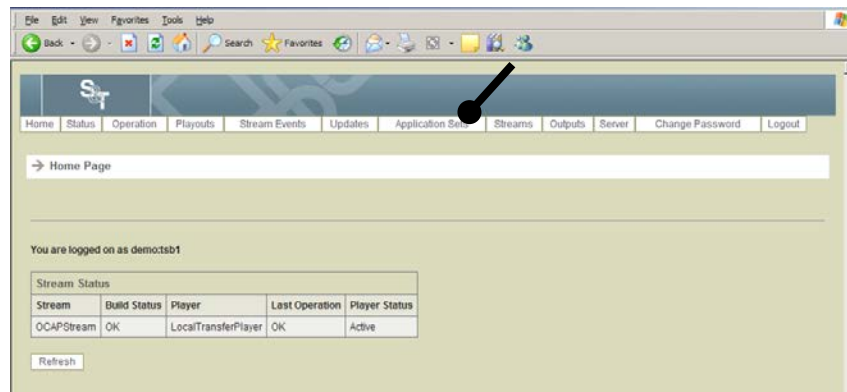 File Edit View Favorites Tools Help
Back Search Favorites
S&T
Home Status Operation Playouts Stream Events Updates Application Sets Streams Outputs Server Change Password Logout
Home Page
You are logged on as demo:tsb1
Stream Status
Stream Build Status Player Last Operation Player Status
OCAPStream OK LocalTransferPlayer OK Active
Refresh